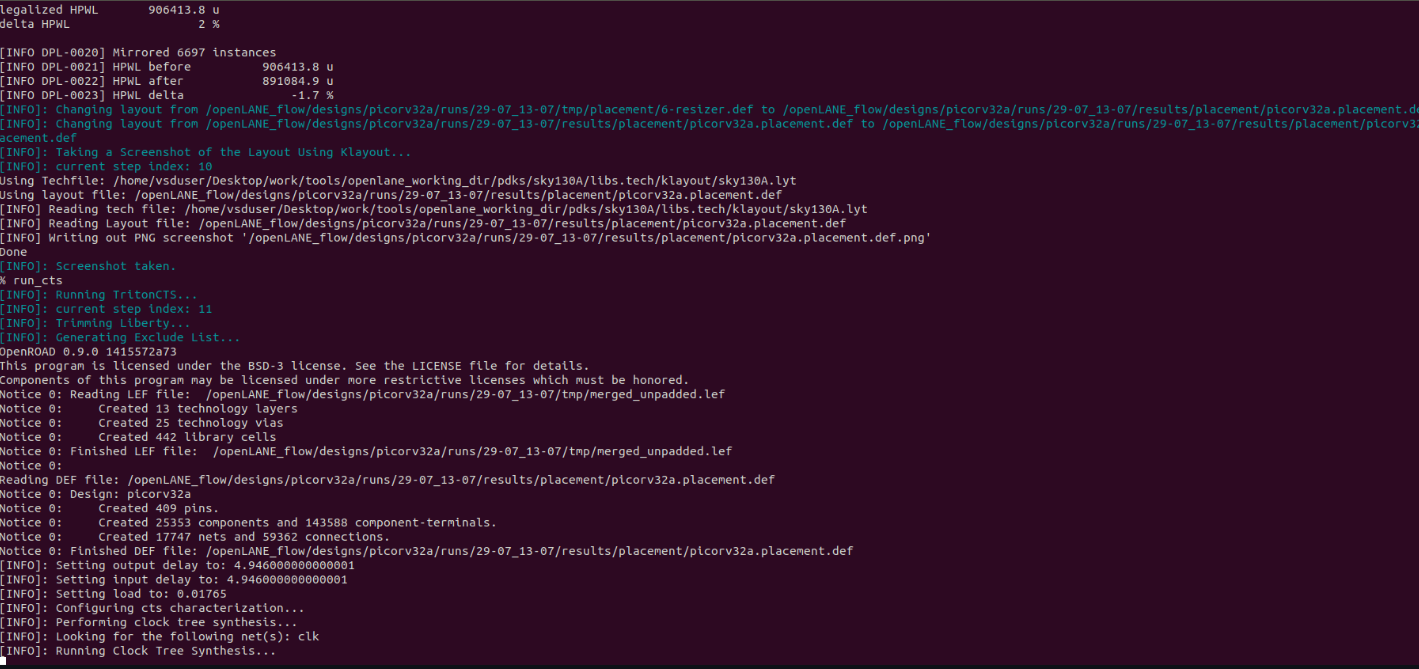 legalized HPWL       906413.8 u
delta HPWL                  2 %
[INFO DPL-0020] Mirrored 6697 instances
[INFO DPL-0021] HPWL before          906413.8 u
[INFO DPL-0022] HPWL after           891084.9 u
[INFO DPL-0023] HPWL delta               -1.7 %
[INFO]: Changing layout from /openLANE_flow/designs/picorv32a/runs/29-07_13-07/tmp/placement/6-resizer.def to /openLANE_flow/designs/picorv32a/runs/29-07_13-07/results/placement/picorv32a.placement.de
[INFO]: Changing layout from /openLANE_flow/designs/picorv32a/runs/29-07_13-07/results/placement/picorv32a.placement.def to /openLANE_flow/designs/picorv32a/runs/29-07_13-07/results/placement/picorv32
acement.def
[INFO]: Taking a Screenshot of the Layout Using Klayout...
[INFO]: current step index: 10
Using Techfile: /home/vsduser/Desktop/work/tools/openlane_working_dir/pdks/sky130A/libs.tech/klayout/sky130A.lyt
Using layout file: /openLANE_flow/designs/picorv32a/runs/29-07_13-07/results/placement/picorv32a.placement.def
[INFO] Reading tech file: /home/vsduser/Desktop/work/tools/openlane_working_dir/pdks/sky130A/libs.tech/klayout/sky130A.lyt
[INFO] Reading Layout file: /openLANE_flow/designs/picorv32a/runs/29-07_13-07/results/placement/picorv32a.placement.def
[INFO] Writing out PNG screenshot '/openLANE_flow/designs/picorv32a/runs/29-07_13-07/results/placement/picorv32a.placement.def.png'
Done
[INFO]: Screenshot taken.
% run_cts
[INFO]: Running TritonCTS...
[INFO]: current step index: 11
[INFO]: Trimming Liberty...
[INFO]: Generating Exclude List...
OpenROAD 0.9.0 1415572a73
This program is licensed under the BSD-3 license. See the LICENSE file for details.
Components of this program may be licensed under more restrictive licenses which must be honored.
Notice 0: Reading LEF file:  /openLANE_flow/designs/picorv32a/runs/29-07_13-07/tmp/merged_unpadded.lef
Notice 0:     Created 13 technology layers
Notice 0:     Created 25 technology vias
Notice 0:     Created 442 library cells
Notice 0: Finished LEF file:  /openLANE_flow/designs/picorv32a/runs/29-07_13-07/tmp/merged_unpadded.lef
Notice 0:
Reading DEF file: /openLANE_flow/designs/picorv32a/runs/29-07_13-07/results/placement/picorv32a.placement.def
Notice 0: Design: picorv32a
Notice 0:     Created 409 pins.
Notice 0:     Created 25353 components and 143588 component-terminals.
Notice 0:     Created 17747 nets and 59362 connections.
Notice 0: Finished DEF file: /openLANE_flow/designs/picorv32a/runs/29-07_13-07/results/placement/picorv32a.placement.def
[INFO]: Setting output delay to: 4.946000000000001
[INFO]: Setting input delay to: 4.946000000000001
[INFO]: Setting load to: 0.01765
[INFO]: Configuring cts characterization...
[INFO]: Performing clock tree synthesis...
[INFO]: Looking for the following net(s): clk
[INFO]: Running Clock Tree Synthesis...